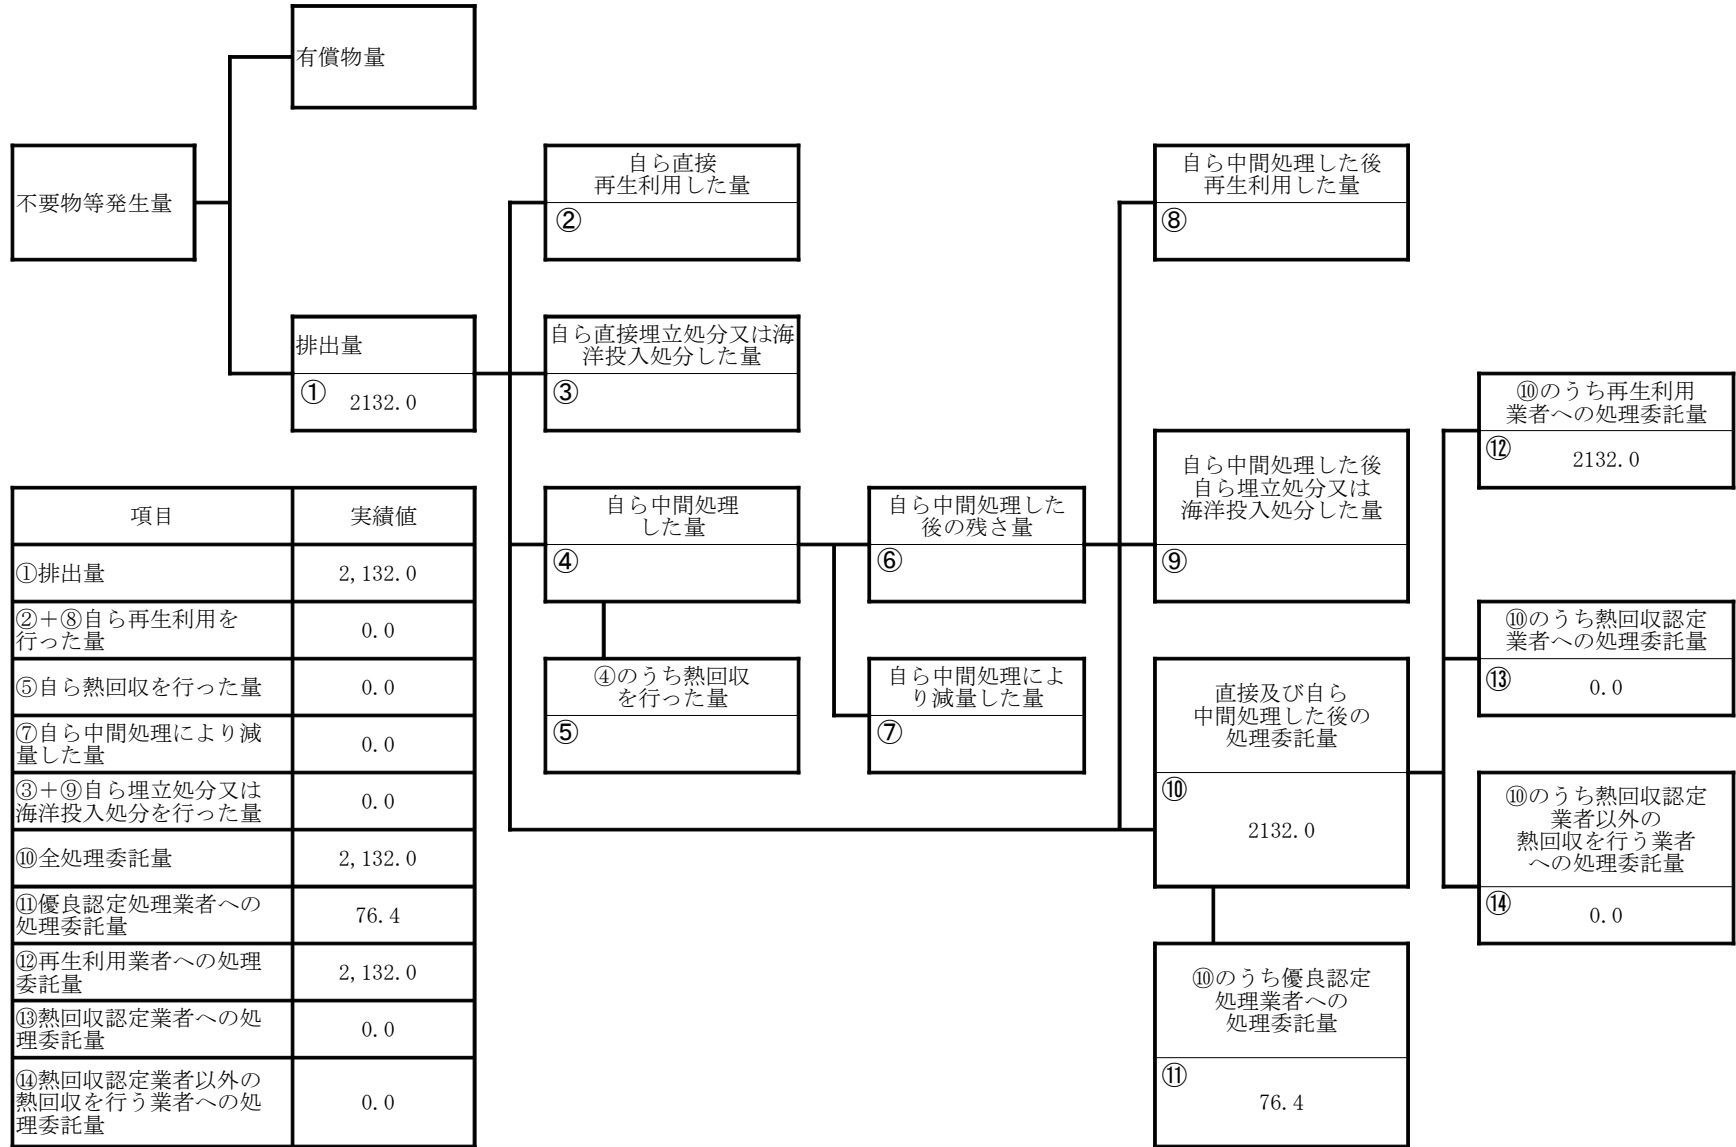 有償物量
不要物等発生量
自ら直接
再生利用した量
②
自ら中間処理した後
再生利用した量
⑧
排出量
① 2132.0
自ら直接埋立処分又は海
洋投入処分した量
③
⑩のうち再生利用
業者への処理委託量
⑫ 2132.0
自ら中間処理した後
自ら埋立処分又は
海洋投入処分した量
⑨
自ら中間処理
した量
④
自ら中間処理した
後の残さ量
⑥
⑩のうち熱回収認定
業者への処理委託量
⑬ 0.0
④のうち熱回収
を行った量
⑤
自ら中間処理によ
り減量した量
⑦
直接及び自ら
中間処理した後の
処理委託量
⑩
2132.0
⑩のうち熱回収認定
業者以外の
熱回収を行う業者
への処理委託量
⑭ 0.0
⑩のうち優良認定
処理業者への
処理委託量
⑪
76.4
項目 実績値
①排出量 2,132.0
②＋⑧自ら再生利用を
行った量 0.0
⑤自ら熱回収を行った量 0.0
⑦自ら中間処理により減
量した量 0.0
③＋⑨自ら埋立処分又は
海洋投入処分を行った量 0.0
⑩全処理委託量 2,132.0
⑪優良認定処理業者への
処理委託量 76.4
⑫再生利用業者への処理
委託量 2,132.0
⑬熱回収認定業者への処
理委託量 0.0
⑭熱回収認定業者以外の
熱回収を行う業者への処
理委託量 0.0